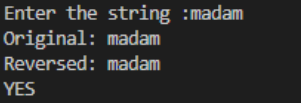 Enter the string :madam
Original: madam
Reversed: madam
YES